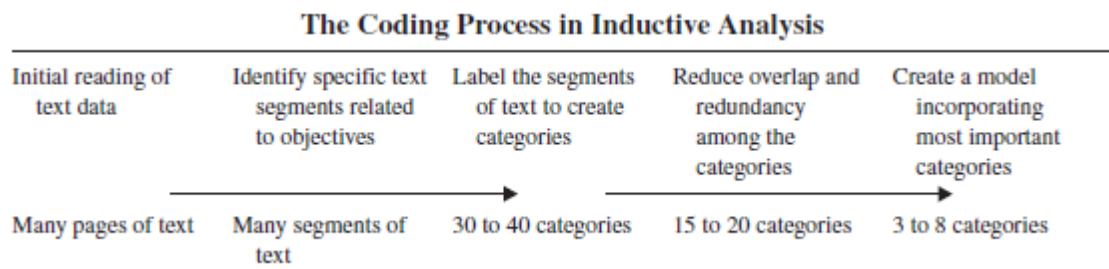 The Coding Process in Inductive Analysis
Initial reading of
text data
Identify specific text
segments related
to objectives
Label the segments
of text to create
categories
Reduce overlap and
redundancy
among the
categories
Create a model
incorporating
most important
categories
Many pages of text
Many segments of
text
30 to 40 categories
15 to 20 categories
3 to 8 categories